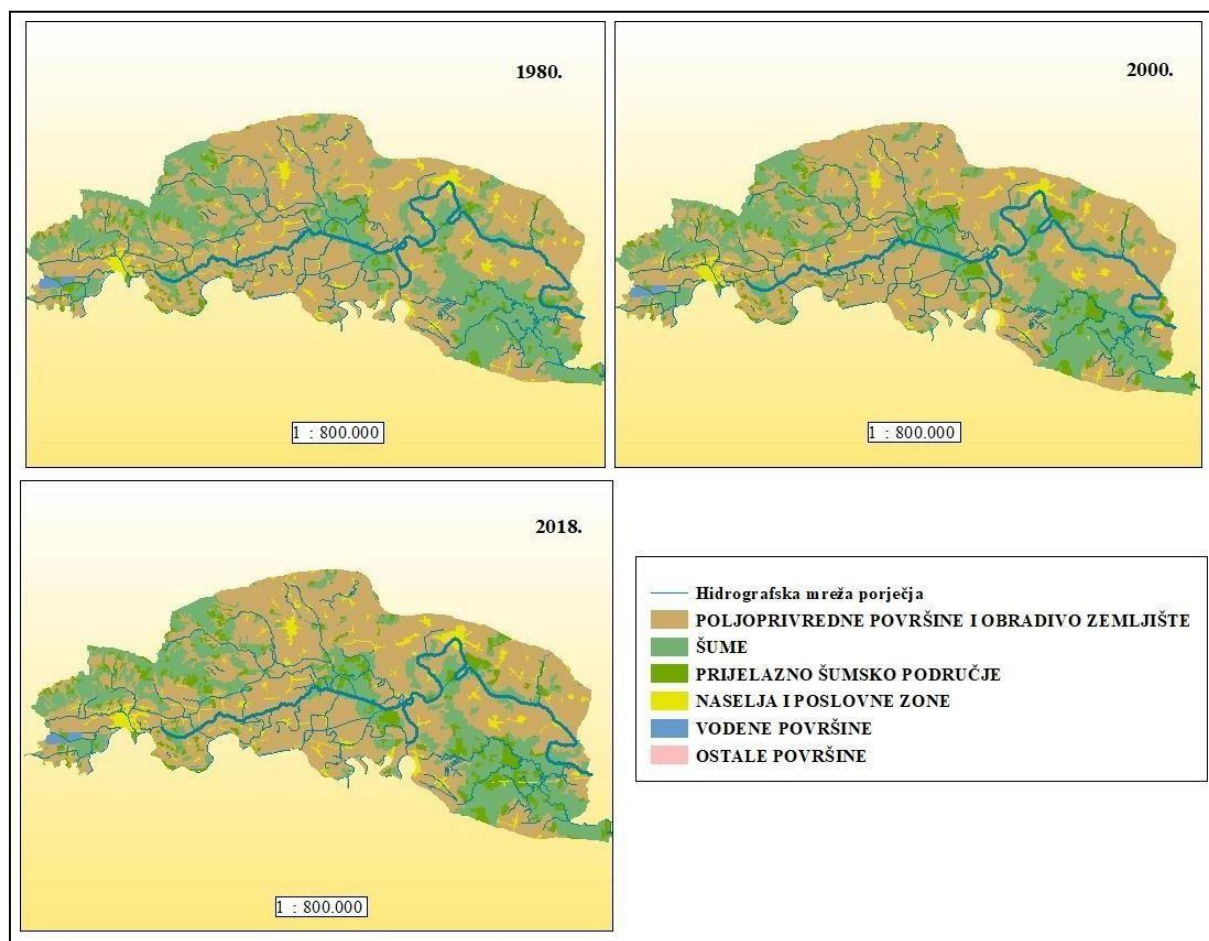 1980.
1 : 800.000
2000.
1 : 800.000
2018.
1 : 800.000
Hidrografska mreža porječja
POLJOPRIVREDNE POVRŠINE I OBRADIVO ZEMLJIŠTE
ŠUME
PRIJELAZNO ŠUMSKO PODRUČJE
NASELJA I POSLOVNE ZONE
VODENE POVRŠINE
OSTALE POVRŠINE